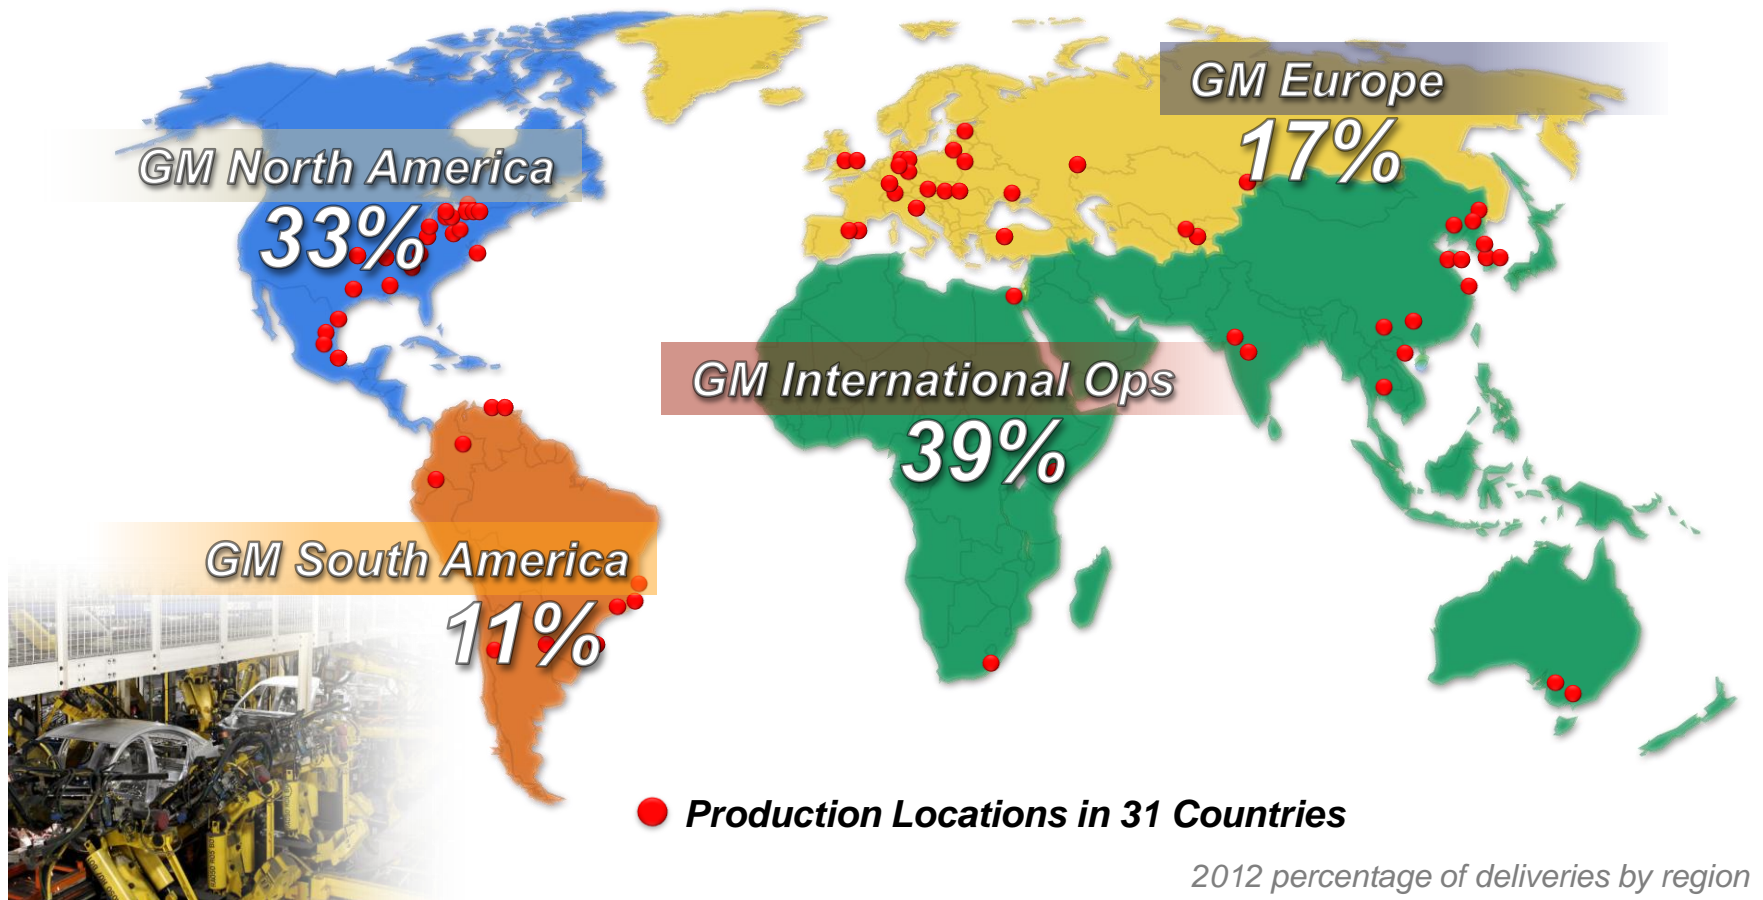 GM Europe
17%
GM North America
33%
GM International Ops
39%
GM South America
11%
Production Locations in 31 Countries
2012 percentage of deliveries by region